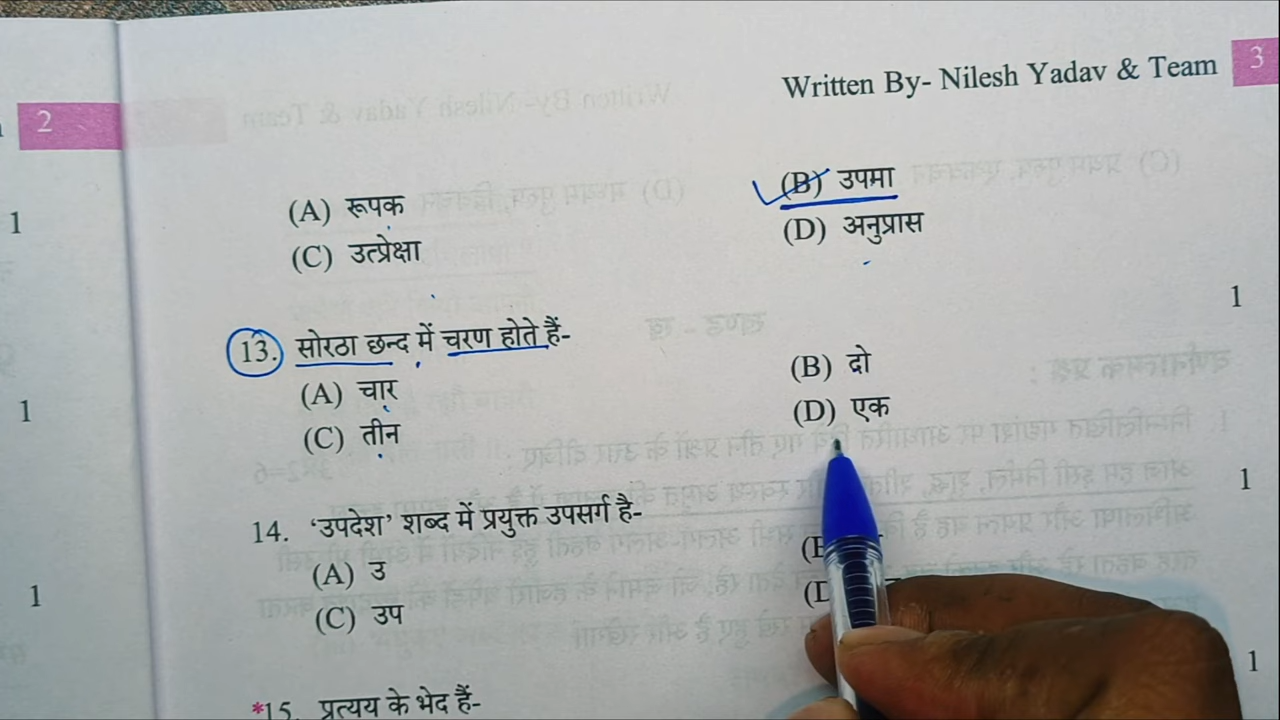 2
Written By- Nilesh Yadav & Team 3
1
(A) रूपक (B) उपमा
(C) उत्प्रेक्षा (D) अनुप्रास
1
13. सोरठा छन्द में चरण होते हैं-
(A) चार (B) दो
1
(C) तीन (D) एक
1
14. ‘उपदेश’ शब्द में प्रयुक्त उपसर्ग है-
(A) उ
1
(C) उप
1
*15. प्रत्यय के भेद हैं-